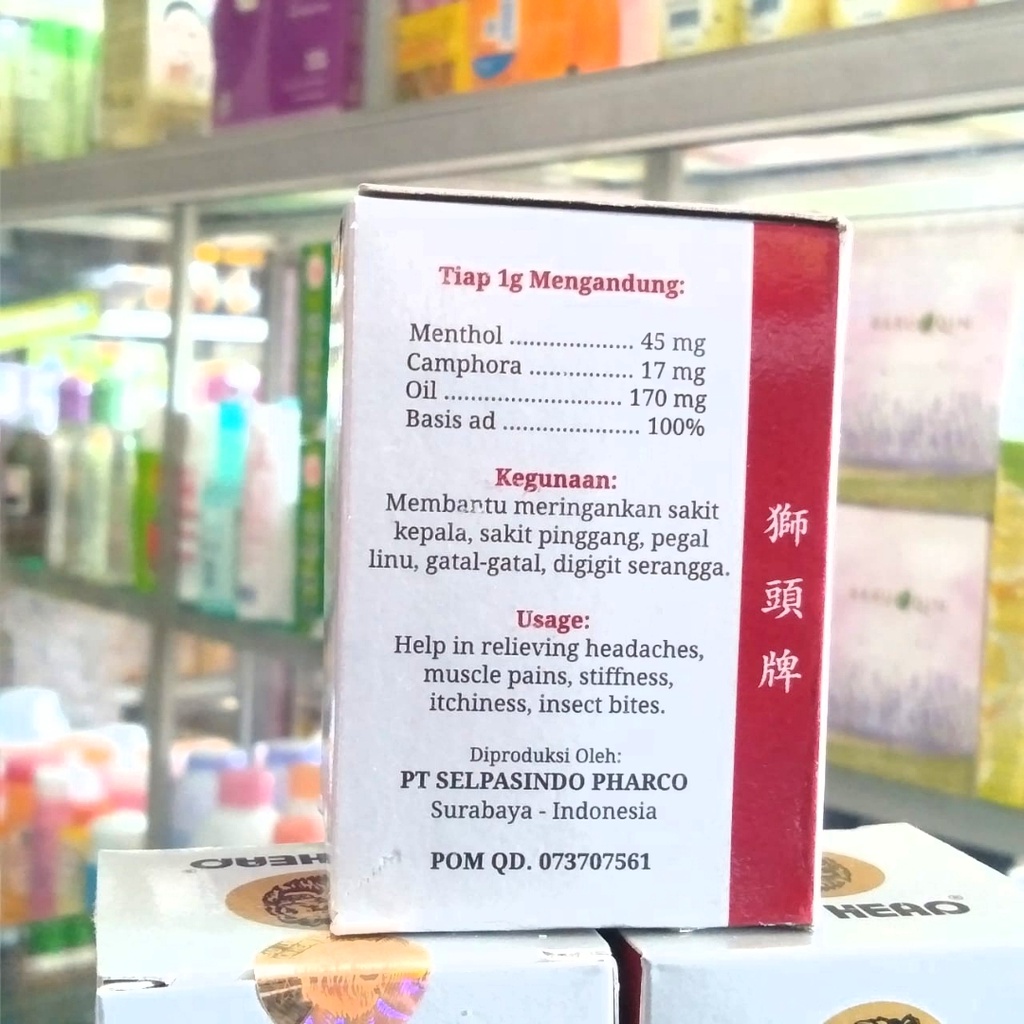 Tiap 1g Mengandung:
Menthol ........................ 45 mg
Camphora .................... 17 mg
Oil .................................. 170 mg
Basis ad .......................... 100%
Kegunaan:
Membantu meringankan sakit
kepala, sakit pinggang, pegal
linu, gatal-gatal, digigit serangga.
Usage:
Help in relieving headaches,
muscle pains, stiffness,
itchiness, insect bites.
Diproduksi Oleh:
PT SELPASINDO PHARCO
Surabaya - Indonesia
POM QD. 073707561
獅
頭
牌
HEAD
HEAD®